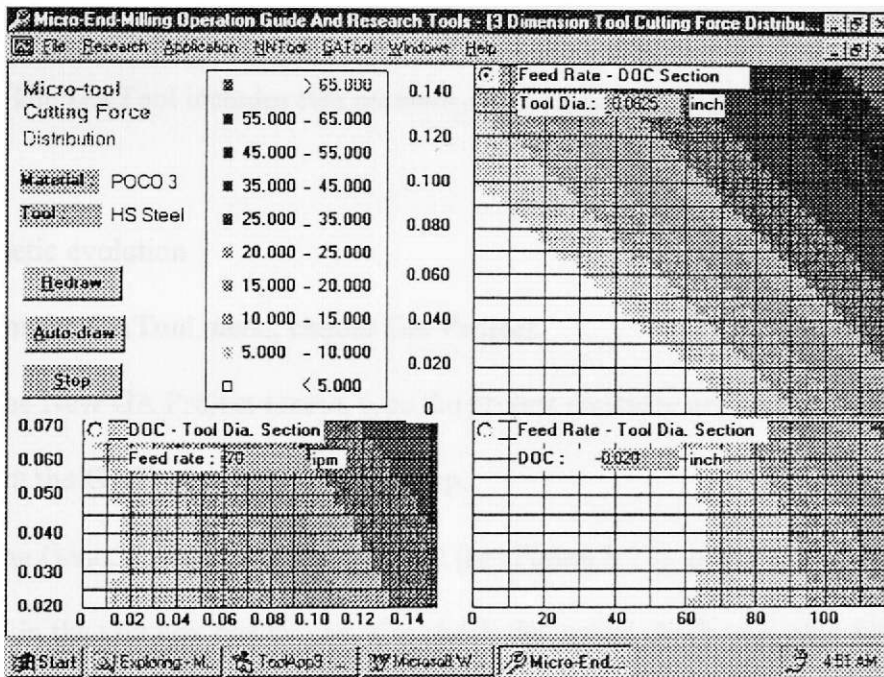 Micro-End-Milling Operation Guide And Research Tools - [3 Dimension Tool Cutting Force Distribu...
File Research Application NNTool GATool Windows Help
Micro-tool
Cutting Force
Distribution
Material : POCO 3
Tool : HS Steel
Redraw
Auto-draw
Stop
> 65.000
55.000 - 65.000
45.000 - 55.000
35.000 - 45.000
25.000 - 35.000
20.000 - 25.000
15.000 - 20.000
10.000 - 15.000
5.000 - 10.000
< 5.000
Feed Rate - DOC Section
Tool Dia.: 0.0625 inch
0.140
0.120
0.100
0.080
0.060
0.040
0.020
0
DOC - Tool Dia. Section
Feed rate : 70 ipm
0.070
0.060
0.050
0.040
0.030
0.020
0 0.02 0.04 0.06 0.08 0.10 0.12 0.14
Feed Rate - Tool Dia. Section
DOC : 0.020 inch
0 20 40 60 80 100
Start Exploring - M... ToolApp3 - ... Microsoft W... Micro-End... 4:51 AM